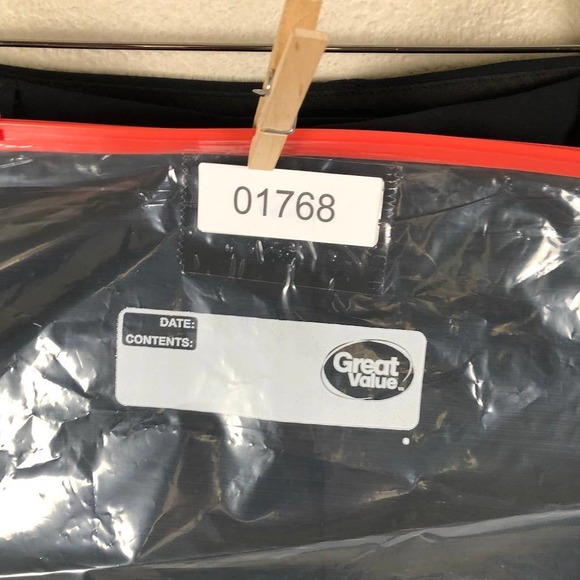 01768
DATE:
CONTENTS:
Great
Value